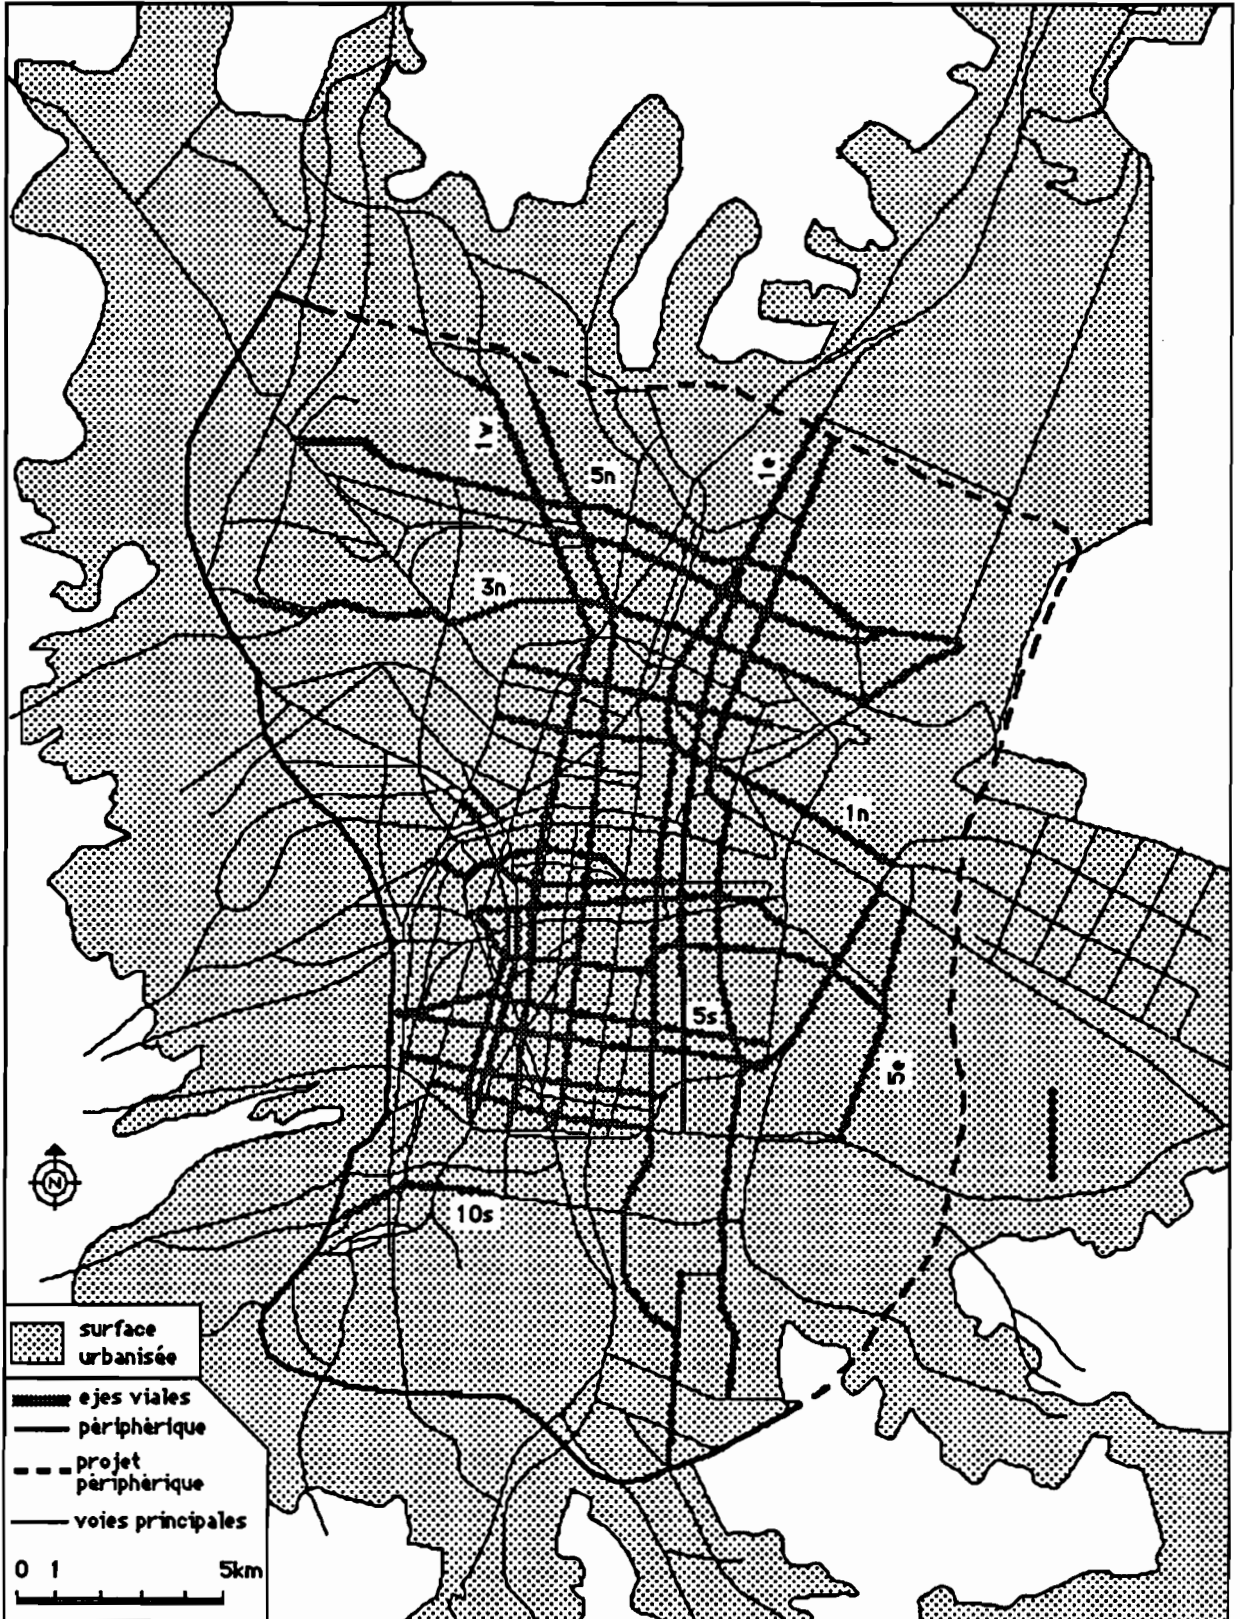 1w
5n
1e
3n
1n
5s
5e
N
10s
surface
urbanisée
ejes viales
périphérique
projet
périphérique
voies principales
0 1 5km